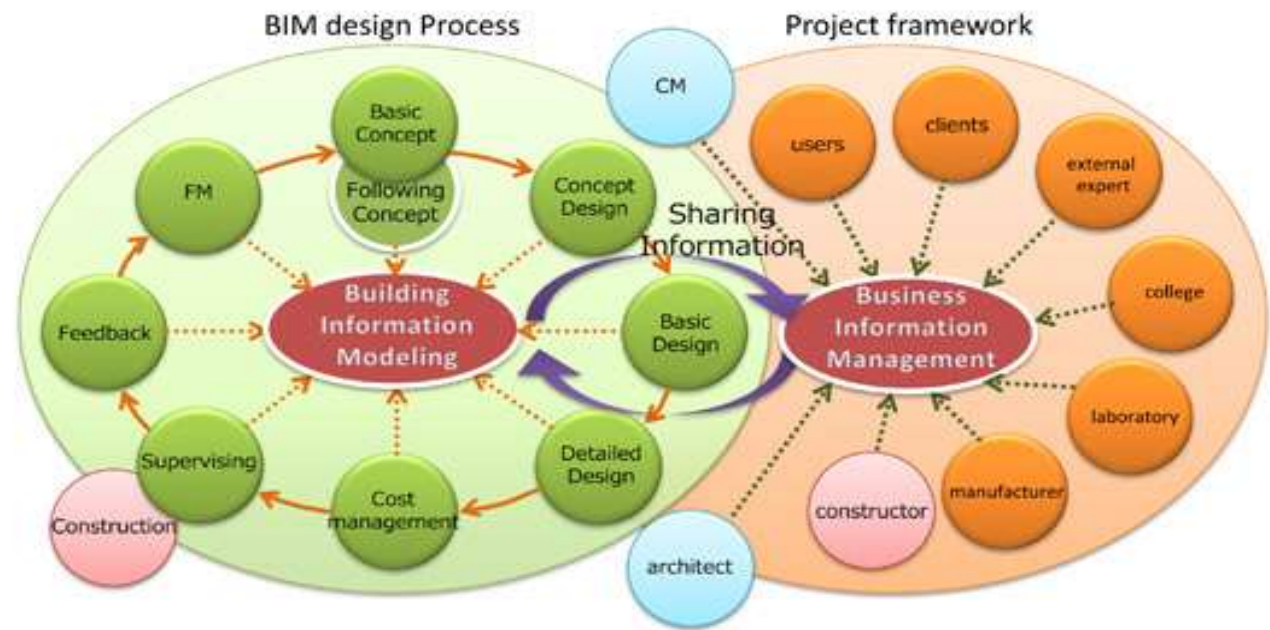 BIM design Process
Project framework
CM
Basic
Concept
Following
Concept
FM
Concept
Design
users
clients
external
expert
Sharing
Information
Building
Information
Modeling
Business
Information
Management
Feedback
Basic
Design
college
laboratory
Supervising
Detailed
Design
Cost
management
Construction
constructor
manufacturer
architect